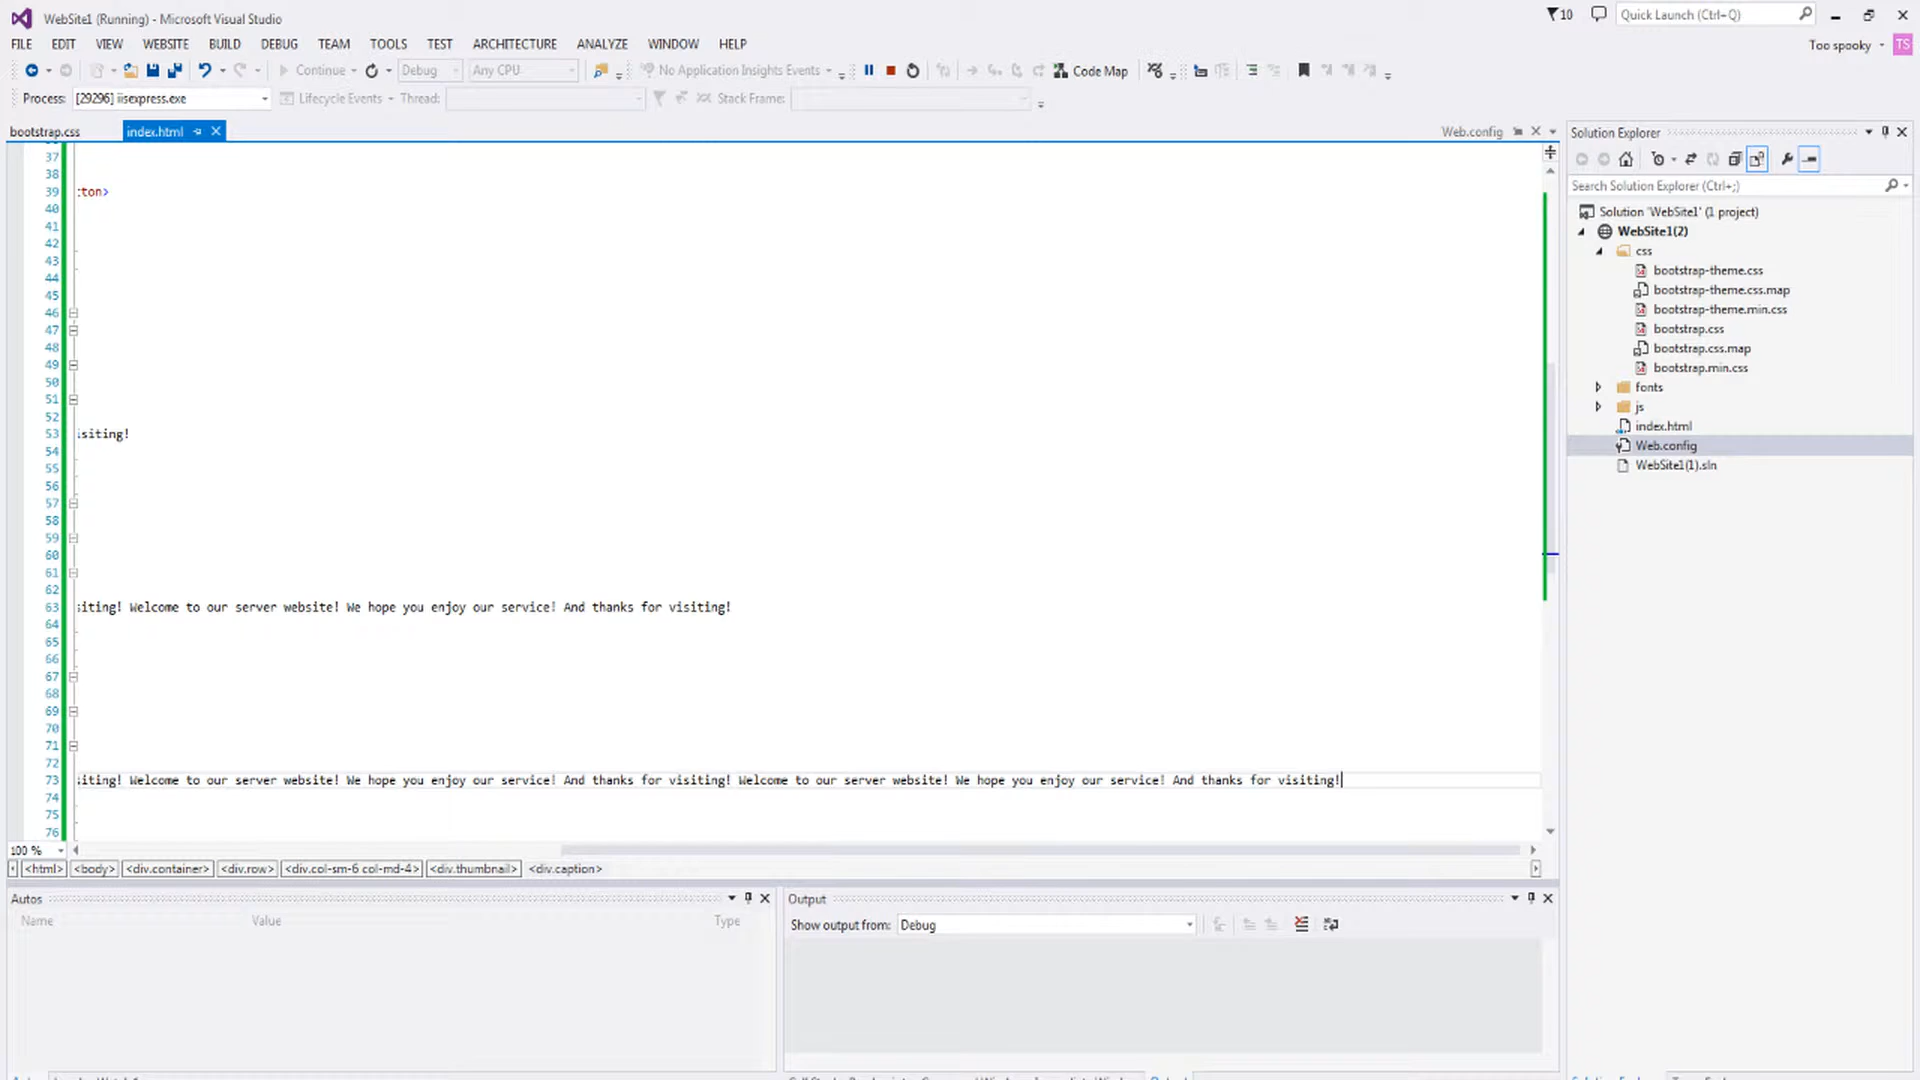 WebSite1 (Running) - Microsoft Visual Studio
10
Quick Launch (Ctrl+Q)
FILE EDIT VIEW WEBSITE BUILD DEBUG TEAM TOOLS TEST ARCHITECTURE ANALYZE WINDOW HELP
Too spooky
TS
Continue Debug Any CPU No Application Insights Events Code Map
Process: [29296] iisexpress.exe Lifecycle Events Thread: Stack Frame:
bootstrap.css index.html Web.config
37
38
39 :ton>
40
41
42
43
44
45
46
47
48
49
50
51
52
53 isiting!
54
55
56
57
58
59
60
61
62
63 siting! Welcome to our server website! We hope you enjoy our service! And thanks for visiting!
64
65
66
67
68
69
70
71
72
73 siting! Welcome to our server website! We hope you enjoy our service! And thanks for visiting! Welcome to our server website! We hope you enjoy our service! And thanks for visiting!
74
75
76
100 %
<html> <body> <div.container> <div.row> <div.col-sm-6 col-md-4> <div.thumbnail> <div.caption>
Autos
Name Value Type
Output
Show output from: Debug
Solution Explorer
Search Solution Explorer (Ctrl+;)
Solution 'WebSite1' (1 project)
WebSite1(2)
css
bootstrap-theme.css
bootstrap-theme.css.map
bootstrap-theme.min.css
bootstrap.css
bootstrap.css.map
bootstrap.min.css
fonts
js
index.html
Web.config
WebSite1(1).sln